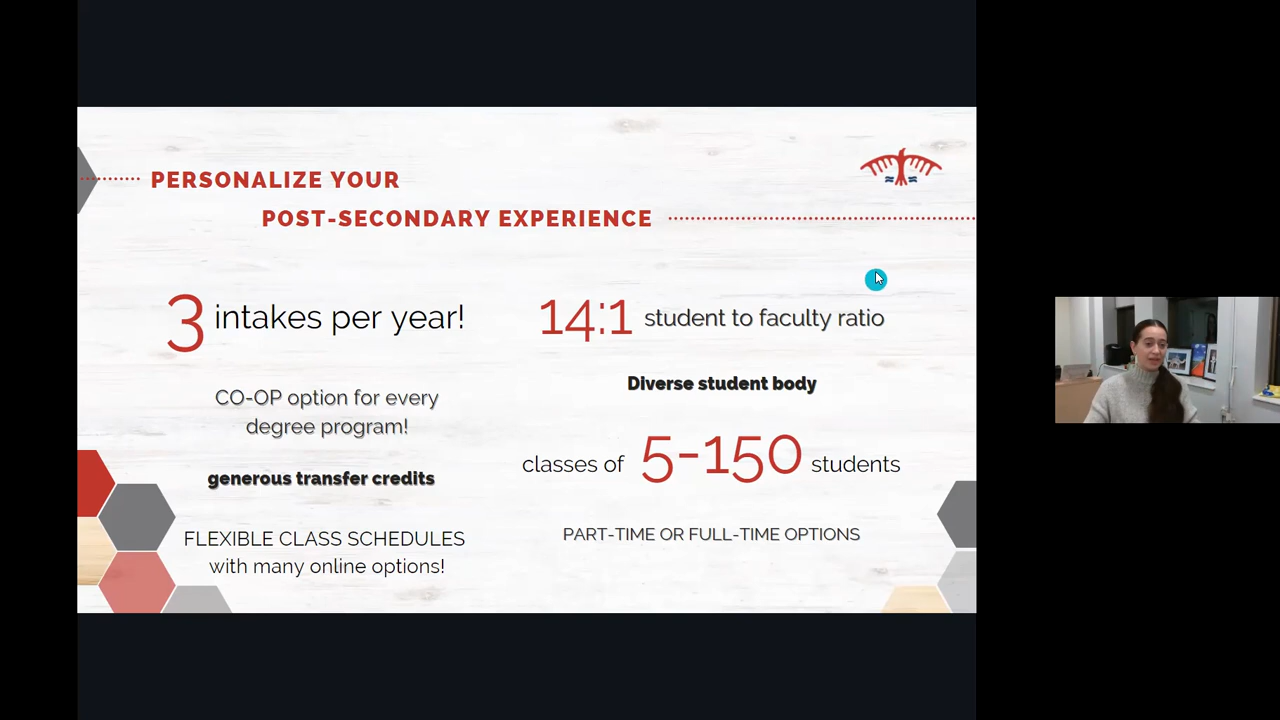 PERSONALIZE YOUR
POST-SECONDARY EXPERIENCE
3 intakes per year!
CO-OP option for every
degree program!
generous transfer credits
FLEXIBLE CLASS SCHEDULES
with many online options!
14:1 student to faculty ratio
Diverse student body
classes of 5-150 students
PART-TIME OR FULL-TIME OPTIONS